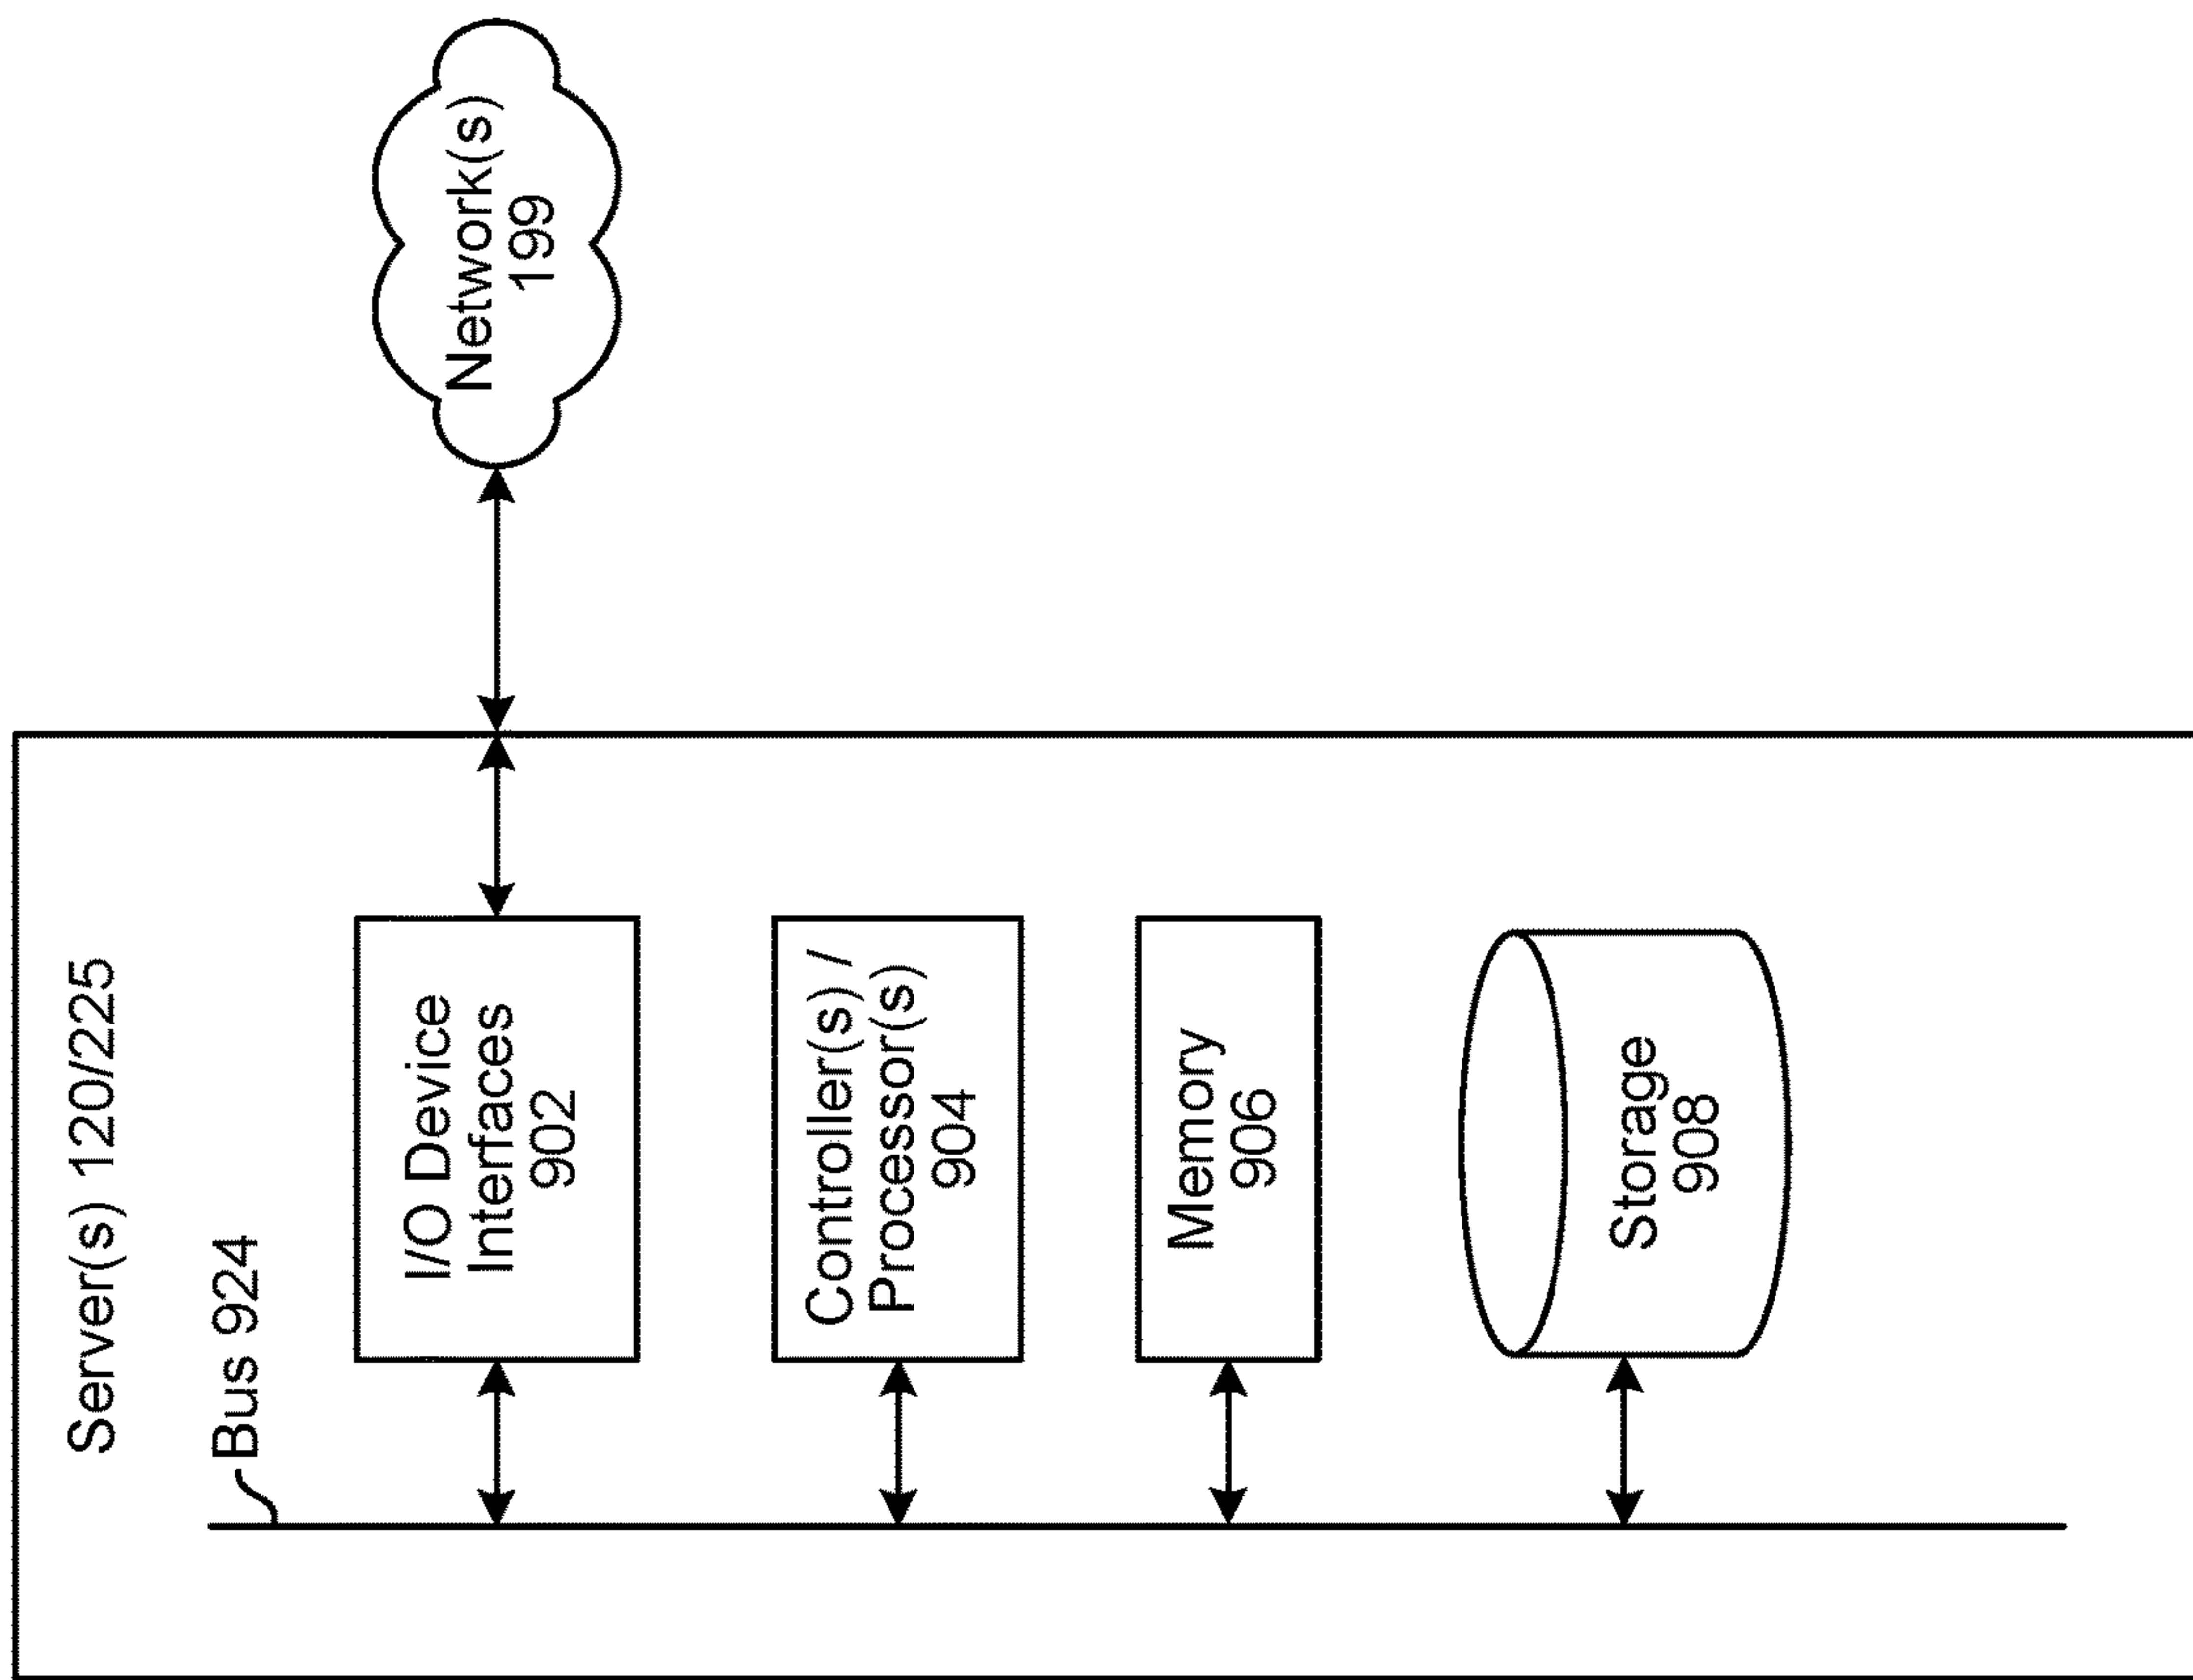 Server(s) 120/225
Bus 924
I/O Device
Interfaces
902
Network(s)
199
Controller(s) /
Processor(s)
904
Memory
906
Storage
908